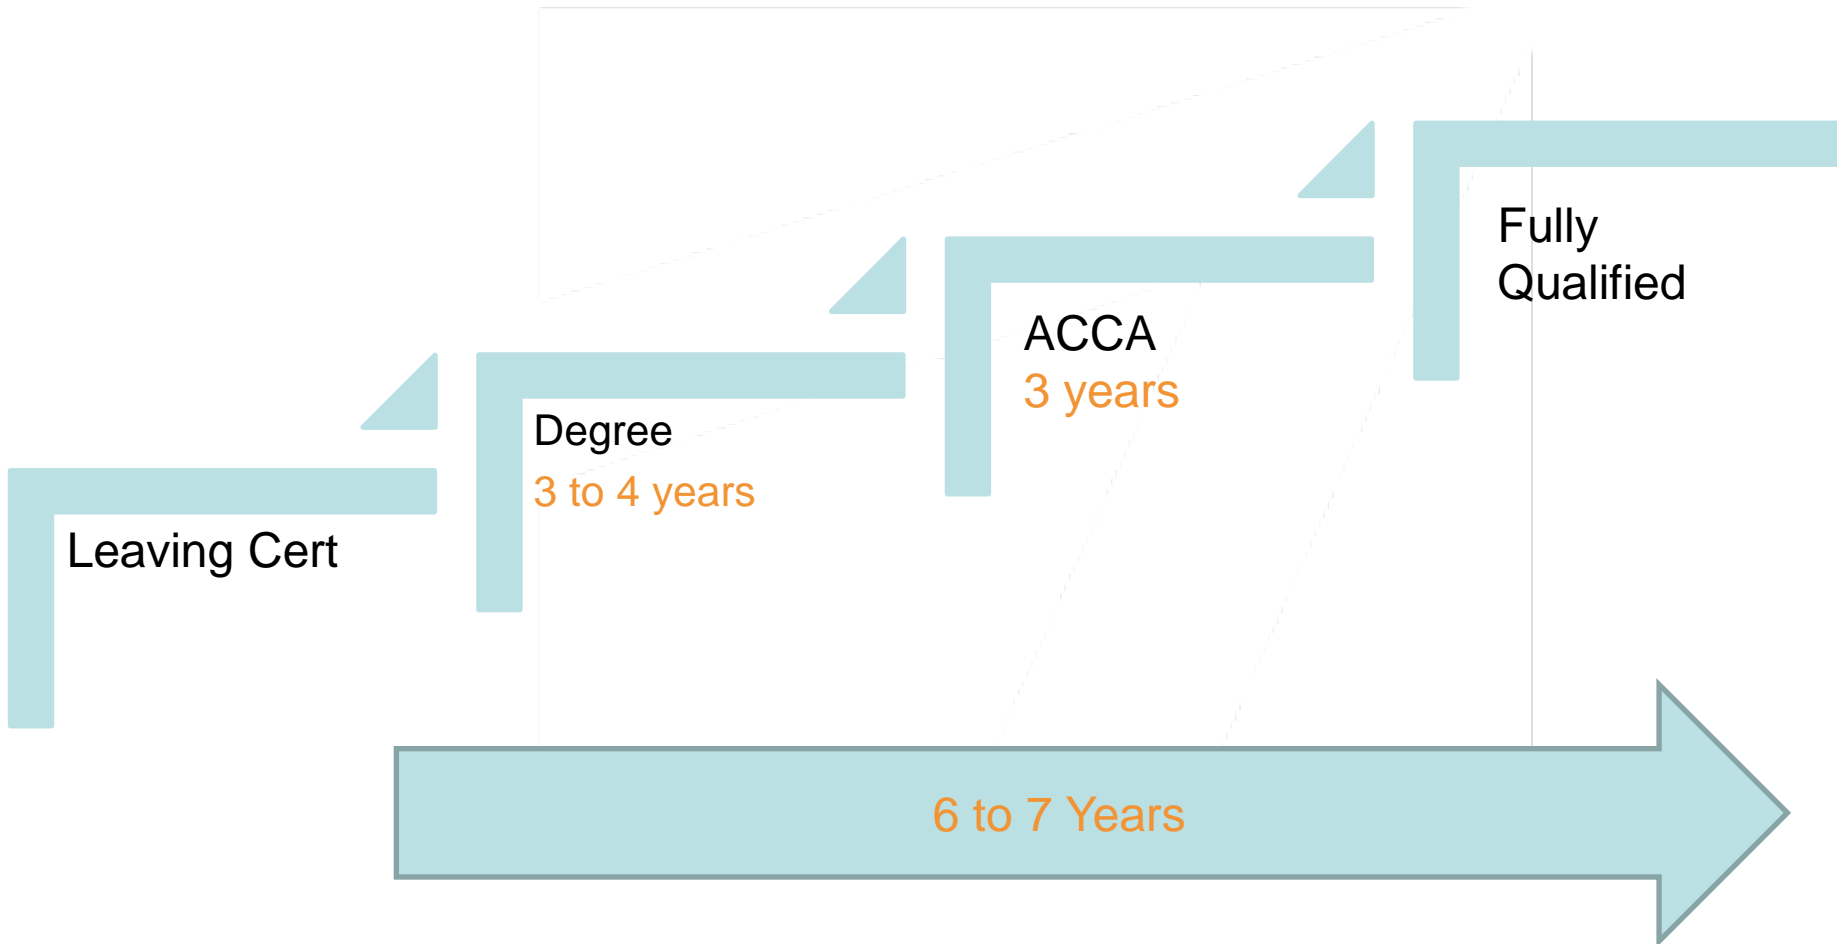 Leaving Cert
Degree
3 to 4 years
ACCA
3 years
Fully
Qualified
6 to 7 Years